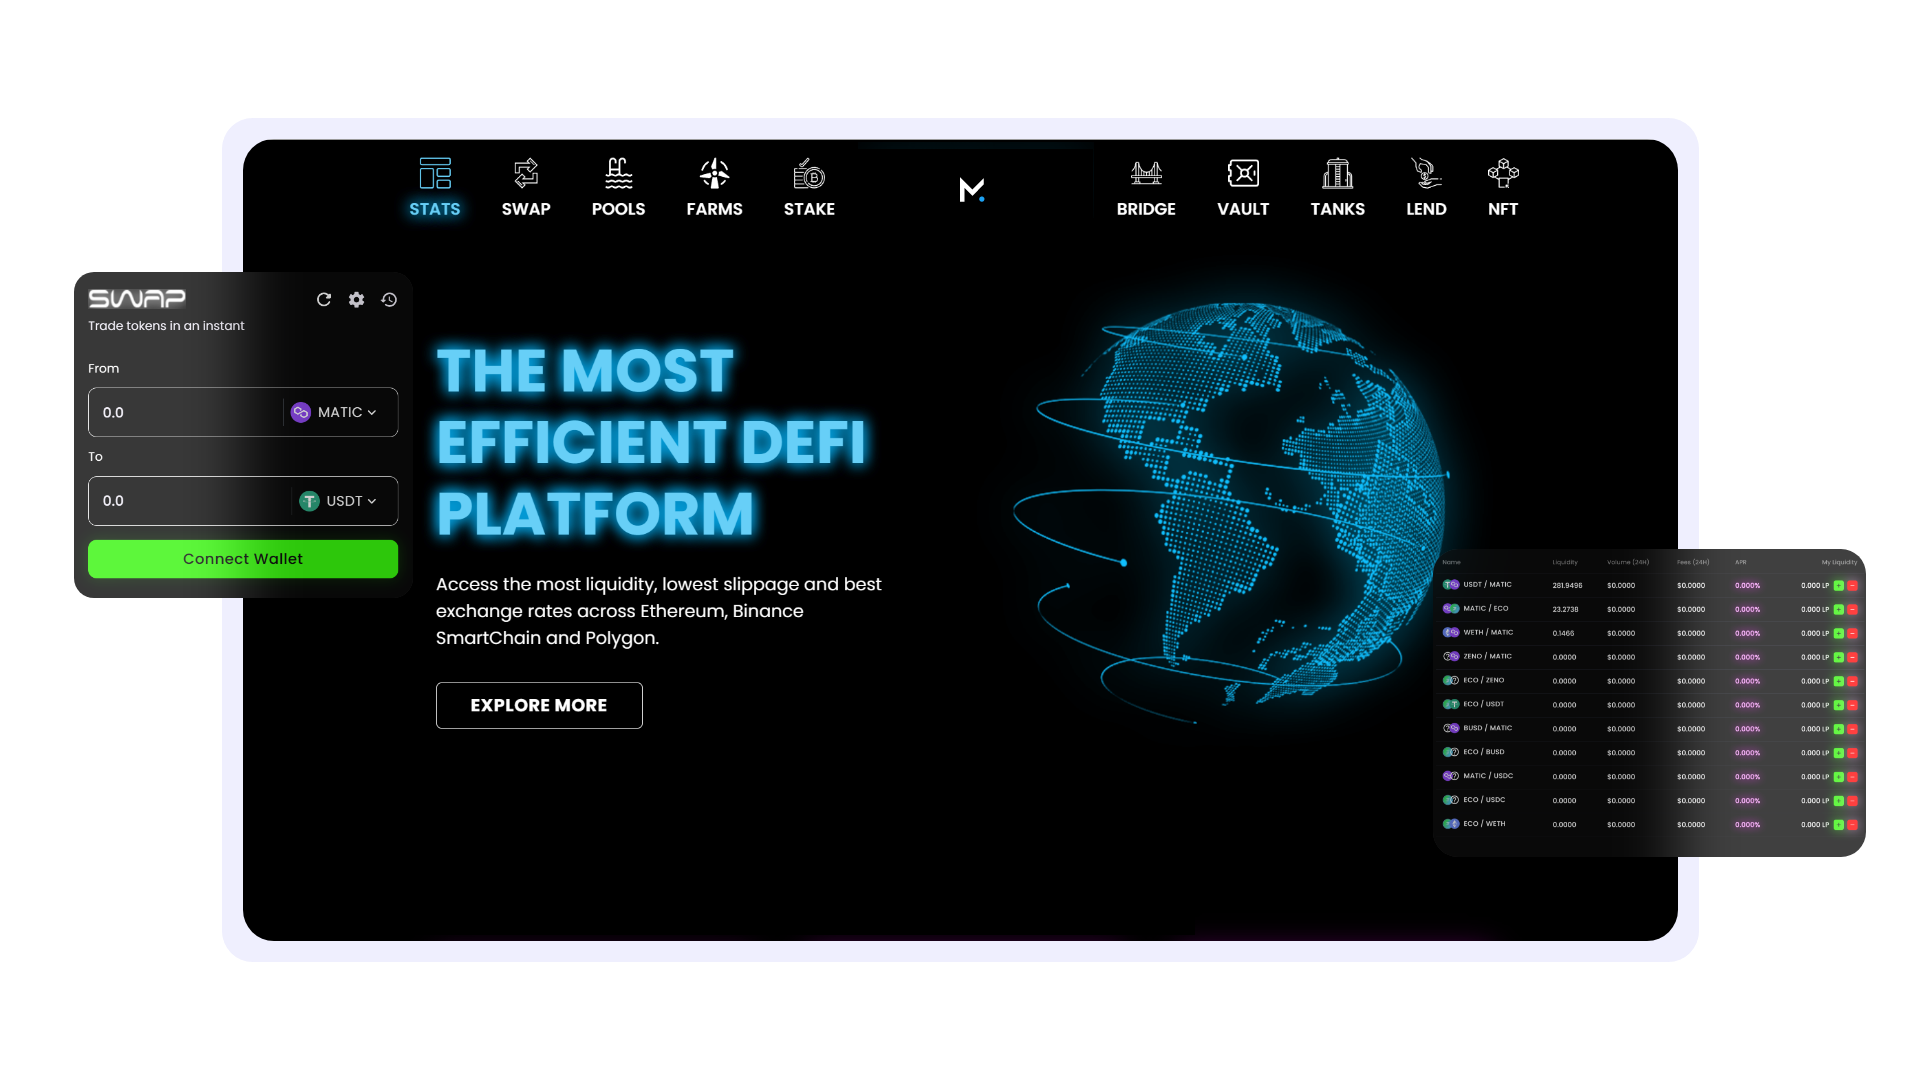 STATS SWAP POOLS FARMS STAKE M. BRIDGE VAULT TANKS LEND NFT
SWAP
Trade tokens in an instant
From
0.0 MATIC
To
0.0 USDT
Connect Wallet
THE MOST
EFFICIENT DEFI
PLATFORM
Access the most liquidity, lowest slippage and best
exchange rates across Ethereum, Binance
SmartChain and Polygon.
EXPLORE MORE
Name Liquidity Volume (24H) Fees (24H) APR My Liquidity
USDT / MATIC 281.9496 $0.0000 $0.0000 0.000% 0.000 LP + −
MATIC / ECO 23.2738 $0.0000 $0.0000 0.000% 0.000 LP + −
WETH / MATIC 0.1466 $0.0000 $0.0000 0.000% 0.000 LP + −
ZENO / MATIC 0.0000 $0.0000 $0.0000 0.000% 0.000 LP + −
ECO / ZENO 0.0000 $0.0000 $0.0000 0.000% 0.000 LP + −
ECO / USDT 0.0000 $0.0000 $0.0000 0.000% 0.000 LP + −
BUSD / MATIC 0.0000 $0.0000 $0.0000 0.000% 0.000 LP + −
ECO / BUSD 0.0000 $0.0000 $0.0000 0.000% 0.000 LP + −
MATIC / USDC 0.0000 $0.0000 $0.0000 0.000% 0.000 LP + −
ECO / USDC 0.0000 $0.0000 $0.0000 0.000% 0.000 LP + −
ECO / WETH 0.0000 $0.0000 $0.0000 0.000% 0.000 LP + −